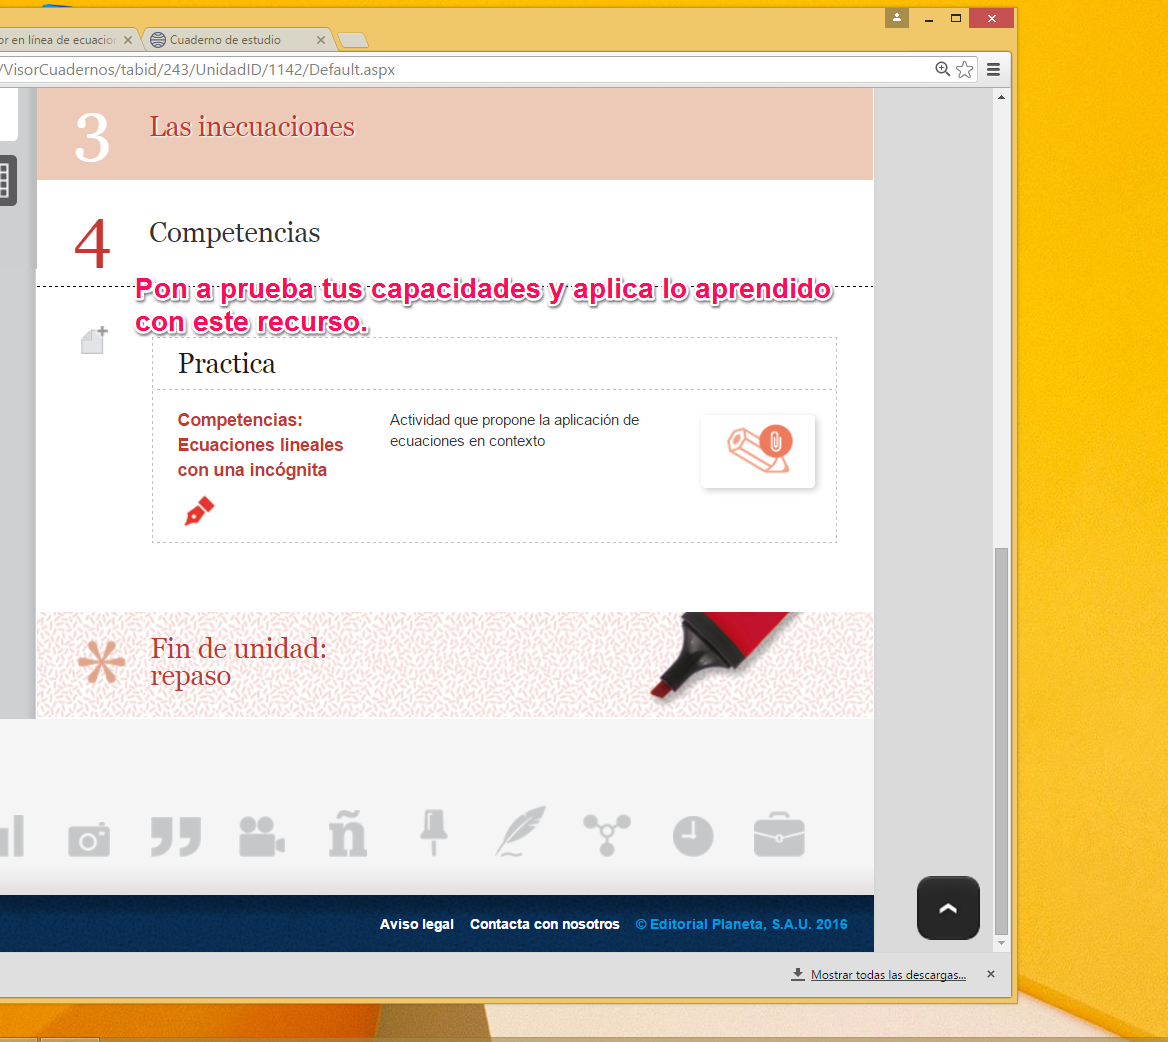 or en línea de ecuacion
Cuaderno de estudio
/VisorCuadernos/tabid/243/UnidadID/1142/Default.aspx
3 Las inecuaciones
4 Competencias
Pon a prueba tus capacidades y aplica lo aprendido
con este recurso.
Practica
Competencias:
Ecuaciones lineales
con una incógnita
Actividad que propone la aplicación de
ecuaciones en contexto
* Fin de unidad:
repaso
ñ
Aviso legal Contacta con nosotros © Editorial Planeta, S.A.U. 2016
Mostrar todas las descargas...